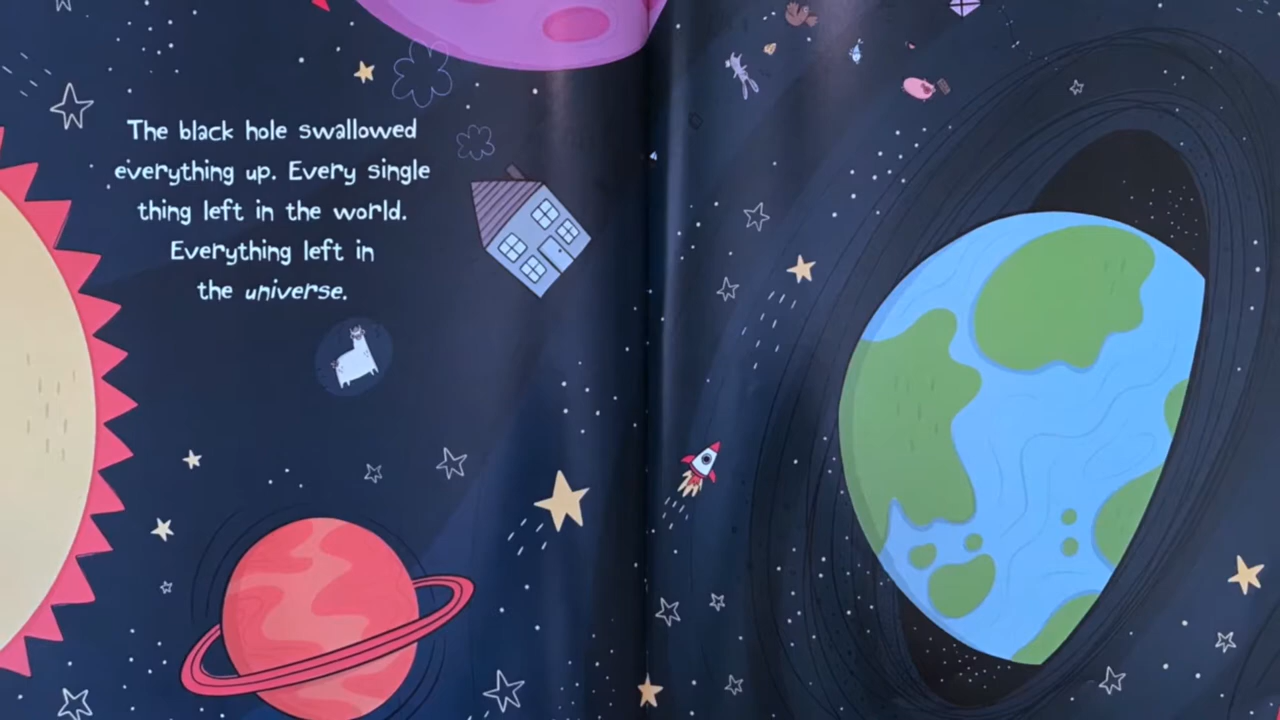 The black hole swallowed
everything up. Every single
thing left in the world.
Everything left in
the universe.